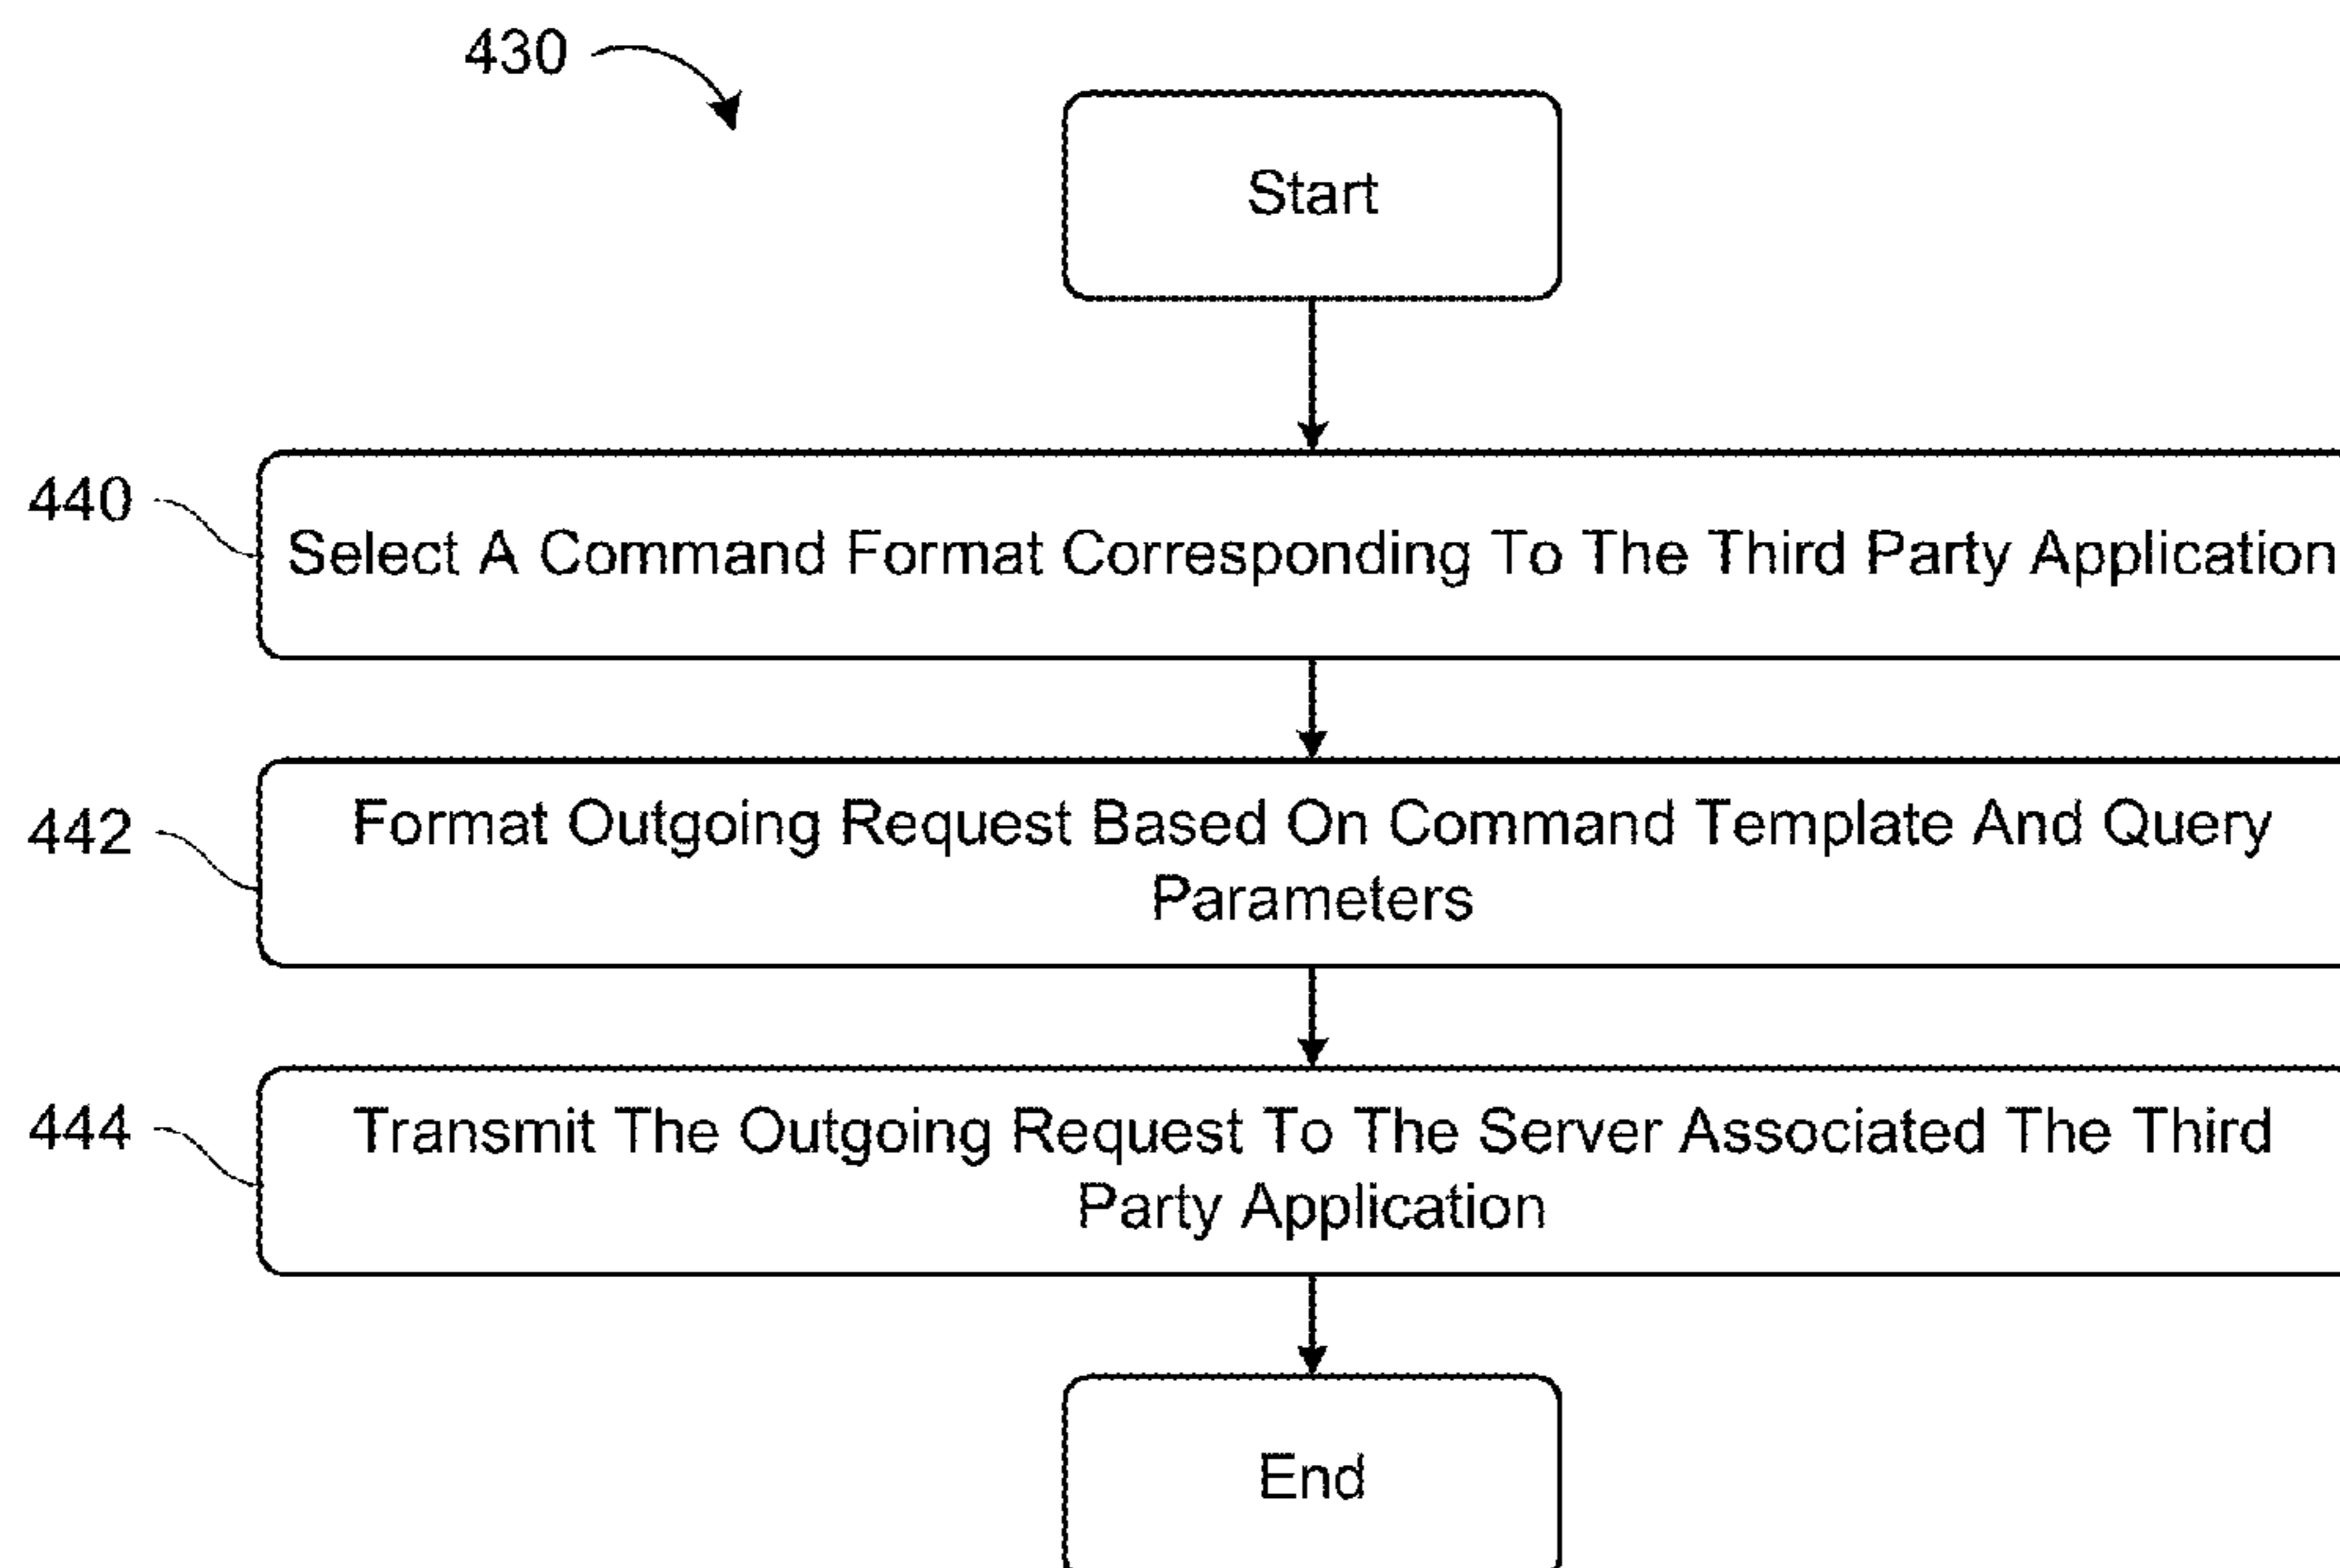 430
Start
440
Select A Command Format Corresponding To The Third Party Application
442
Format Outgoing Request Based On Command Template And Query
Parameters
444
Transmit The Outgoing Request To The Server Associated The Third
Party Application
End